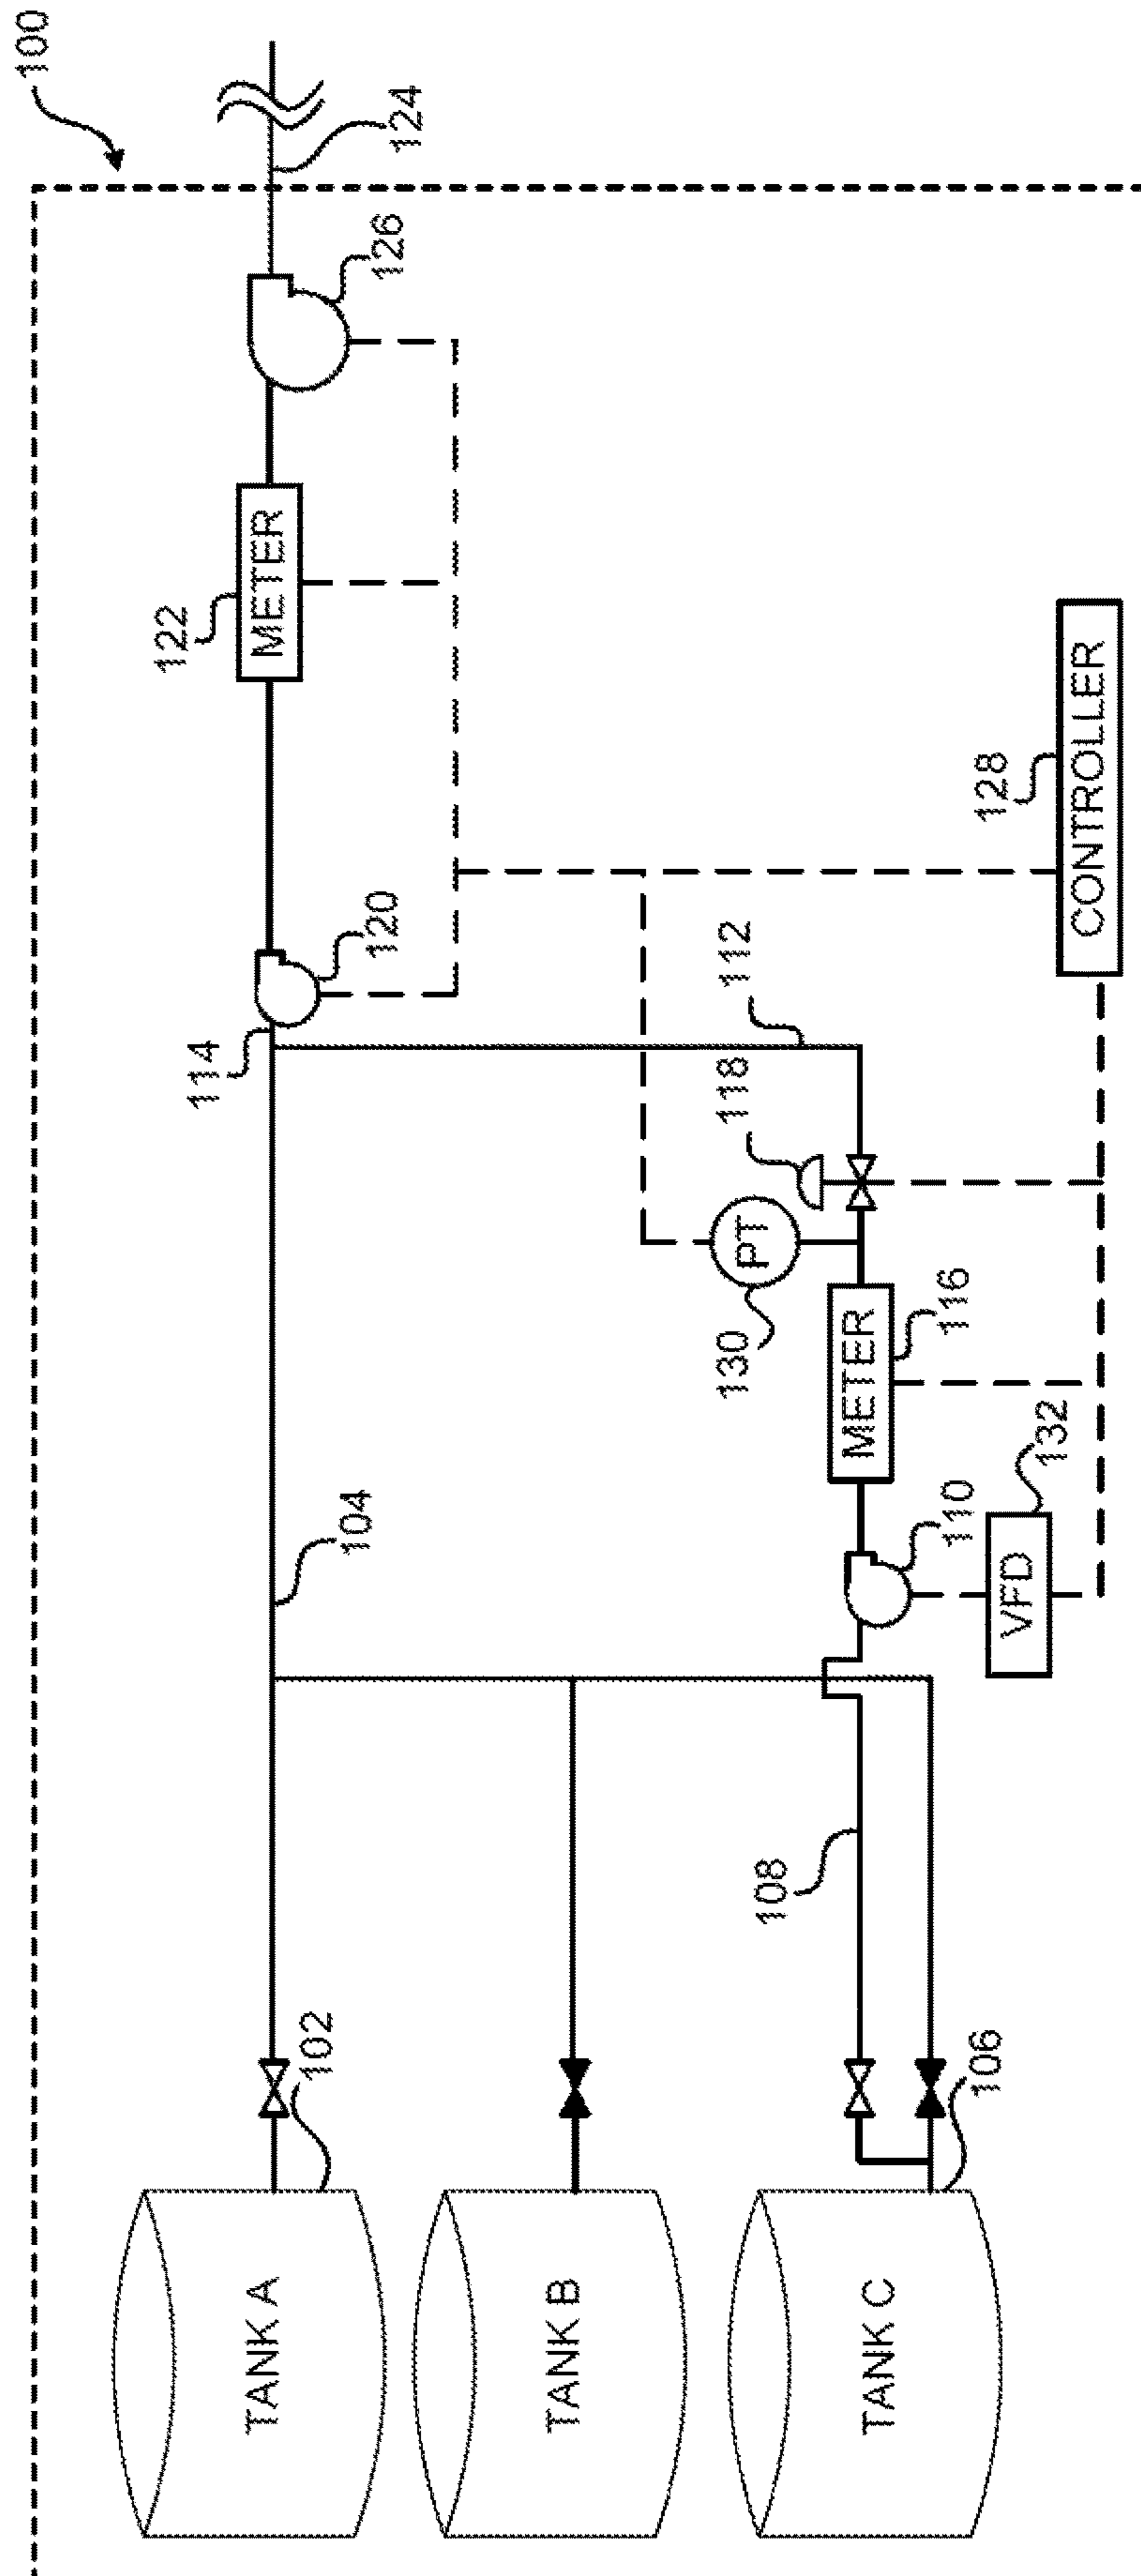 100
124
126
METER
122
120
114
112
118
PT
130
METER
116
128
CONTROLLER
104
110
VFD
132
108
102
106
TANK A
TANK B
TANK C